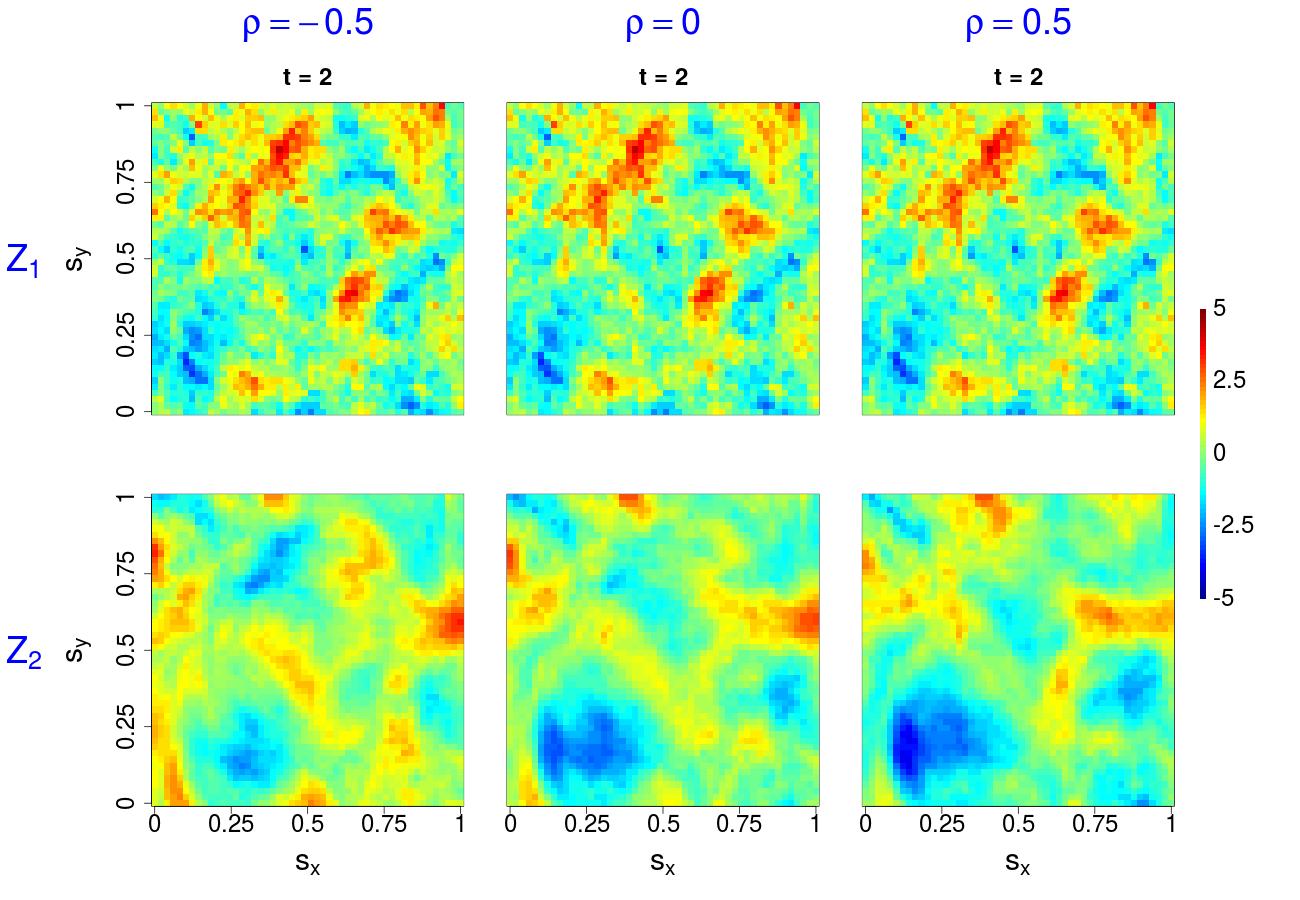 ρ = −0.5 ρ = 0 ρ = 0.5
t = 2 t = 2 t = 2
Z1 sy 0 0.25 0.5 0.75 1
5
2.5
0
-2.5
-5
Z2 sy 0 0.25 0.5 0.75 1
0 0.25 0.5 0.75 1 0 0.25 0.5 0.75 1 0 0.25 0.5 0.75 1
sx sx sx